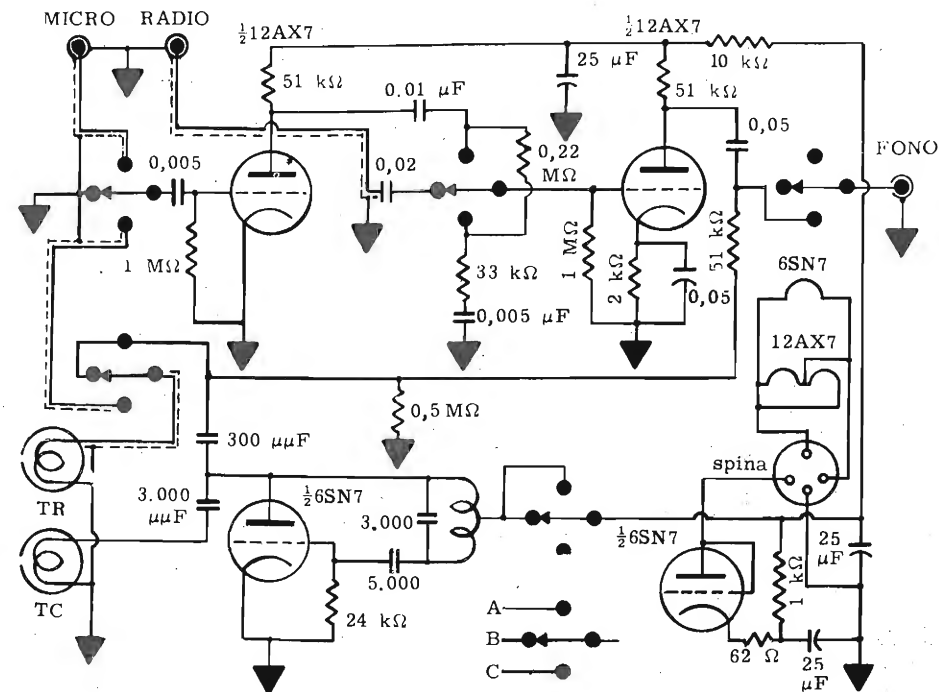 MICRO RADIO
½12AX7
½12AX7
25 μF
10 kΩ
51 kΩ
51 kΩ
0.01 μF
0,05
0,005
0,02
0,22 MΩ
FONO
1 MΩ
33 kΩ
1 MΩ
2 kΩ
0,05
51 kΩ
6SN7
0,005 μF
12AX7
0,5 MΩ
300 μμF
spina
TR
3.000 μμF
½6SN7
3.000
½6SN7
25 μF
5.000
1 kΩ
TC
24 kΩ
A
B
C
62 Ω
25 μF